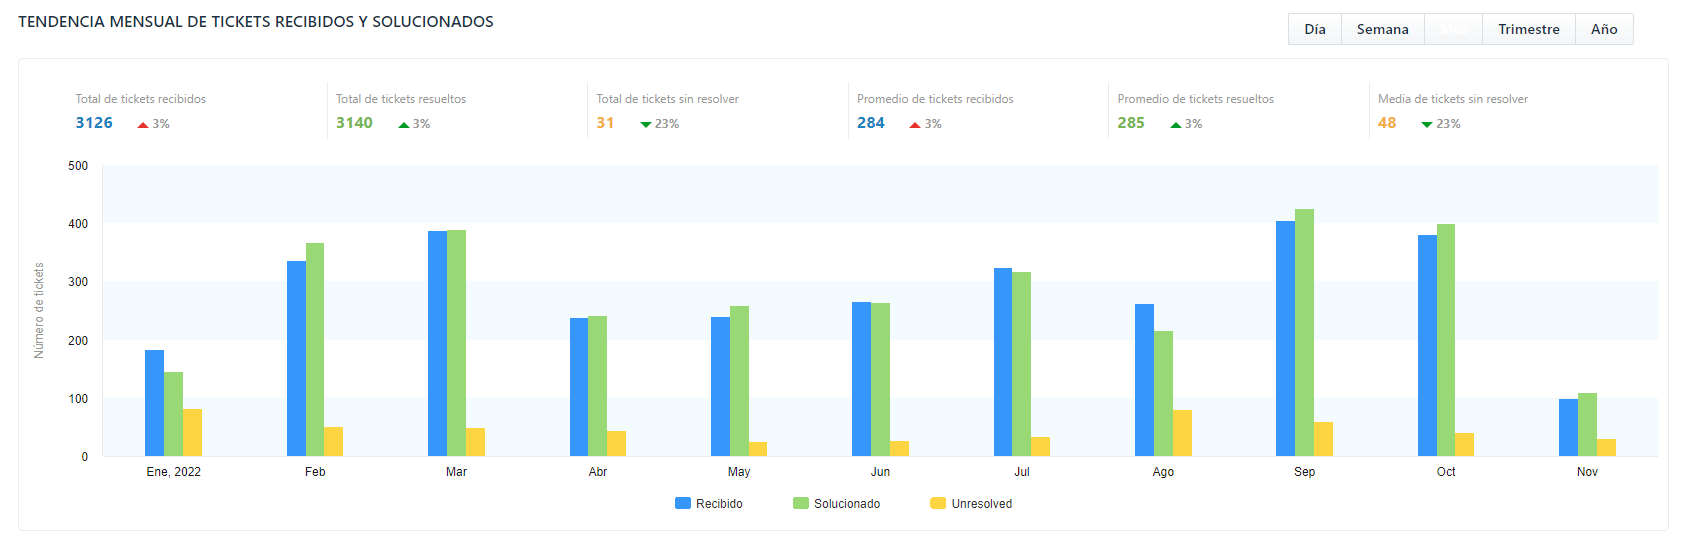 TENDENCIA MENSUAL DE TICKETS RECIBIDOS Y SOLUCIONADOS
Día Semana Mes Trimestre Año
Total de tickets recibidos
3126 3%
Total de tickets resueltos
3140 3%
Total de tickets sin resolver
31 23%
Promedio de tickets recibidos
284 3%
Promedio de tickets resueltos
285 3%
Media de tickets sin resolver
48 23%
Número de tickets
500
400
300
200
100
0
Ene, 2022 Feb Mar Abr May Jun Jul Ago Sep Oct Nov
Recibido Solucionado Unresolved